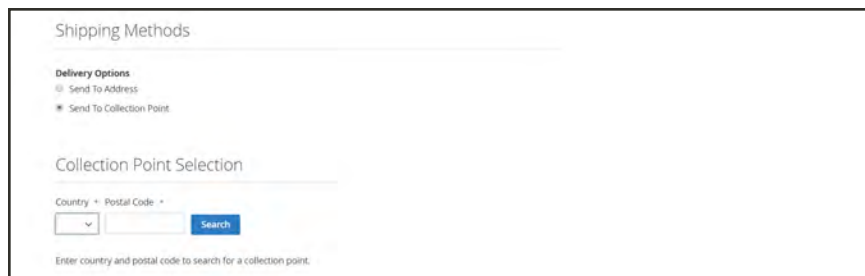 Shipping Methods
Delivery Options
Send To Address
Send To Collection Point
Collection Point Selection
Country * Postal Code *
Search
Enter country and postal code to search for a collection point.